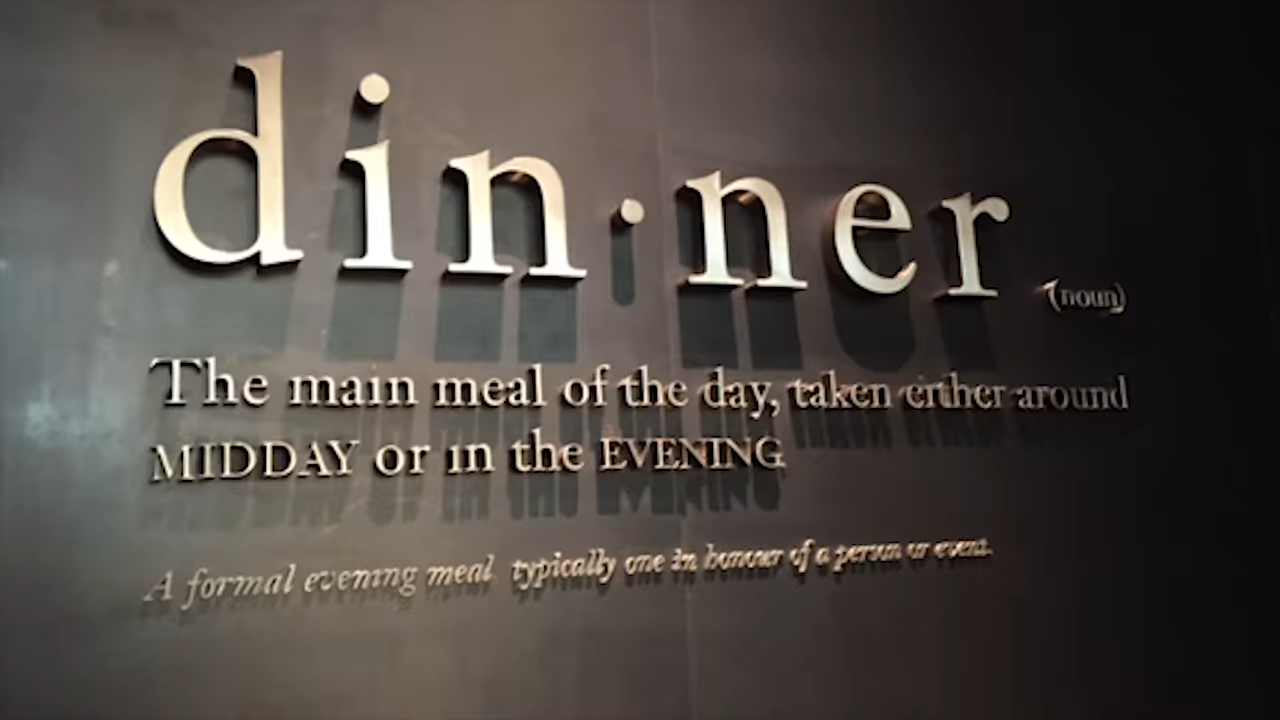 din·ner (noun)
The main meal of the day, taken either around
MIDDAY or in the EVENING
A formal evening meal typically one in honour of a person or event.